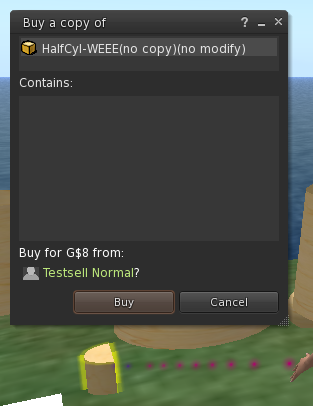 Buy a copy of
HalfCyl-WEEE(no copy)(no modify)
Contains:
Buy for G$8 from:
Testsell Normal?
Buy Cancel